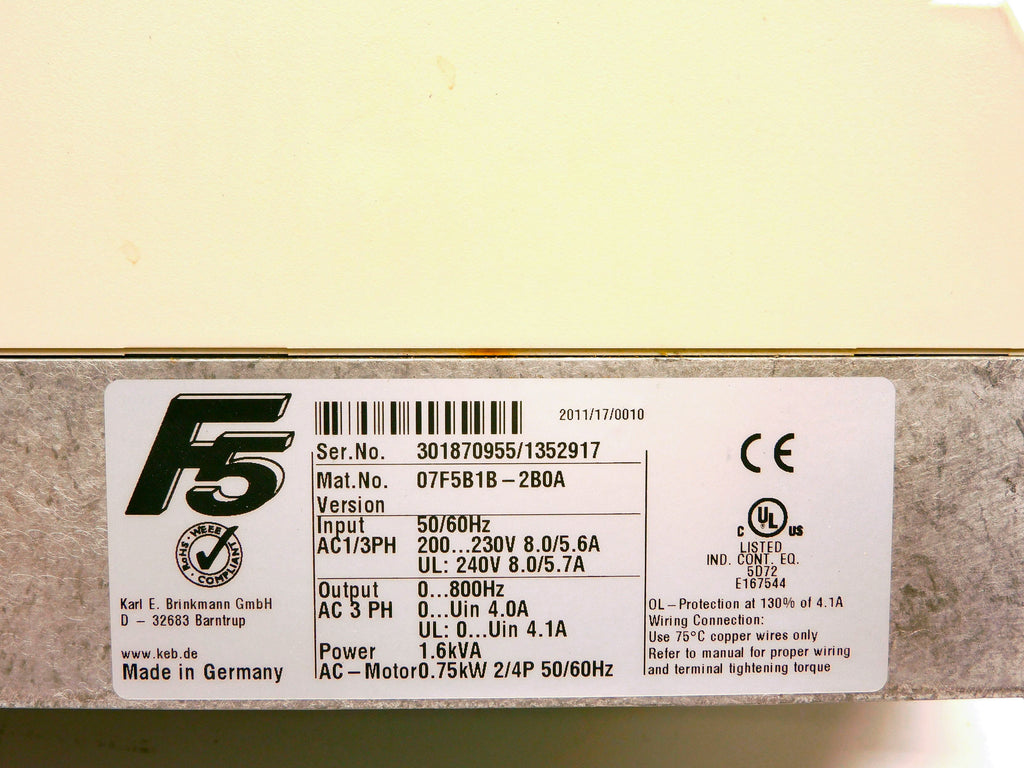 F5
WEEE
RoHS
COMPLIANT
Karl E. Brinkmann GmbH
D – 32683 Barntrup
www.keb.de
Made in Germany
2011/17/0010
Ser.No. 301870955/1352917
Mat.No. 07F5B1B – 2B0A
Version
Input 50/60Hz
AC1/3PH 200...230V 8.0/5.6A
UL: 240V 8.0/5.7A
Output 0...800Hz
AC 3 PH 0...Uin 4.0A
UL: 0...Uin 4.1A
Power 1.6kVA
AC – Motor 0.75kW 2/4P 50/60Hz
CE
C UL US
LISTED
IND. CONT. EQ.
5D72
E167544
OL – Protection at 130% of 4.1A
Wiring Connection:
Use 75°C copper wires only
Refer to manual for proper wiring
and terminal tightening torque